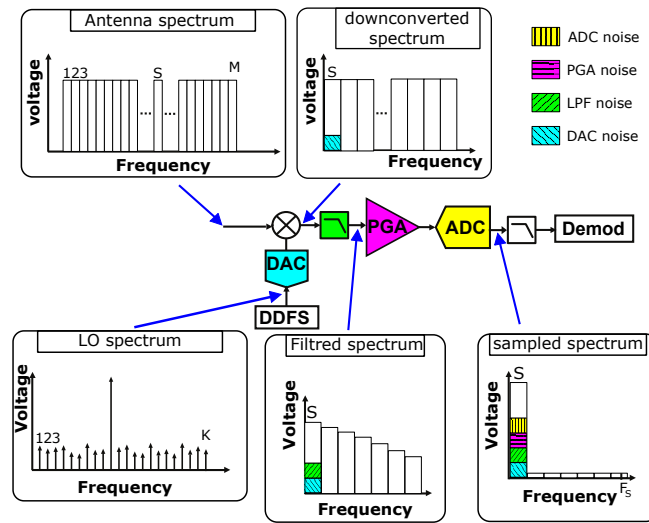 Antenna spectrum
voltage
123
S
M
...
...
Frequency
downconverted
spectrum
voltage
S
...
Frequency
ADC noise
PGA noise
LPF noise
DAC noise
PGA
ADC
Demod
DAC
DDFS
LO spectrum
Voltage
123
K
Frequency
Filtred spectrum
Voltage
S
Frequency
sampled spectrum
Voltage
S
Fs
Frequency